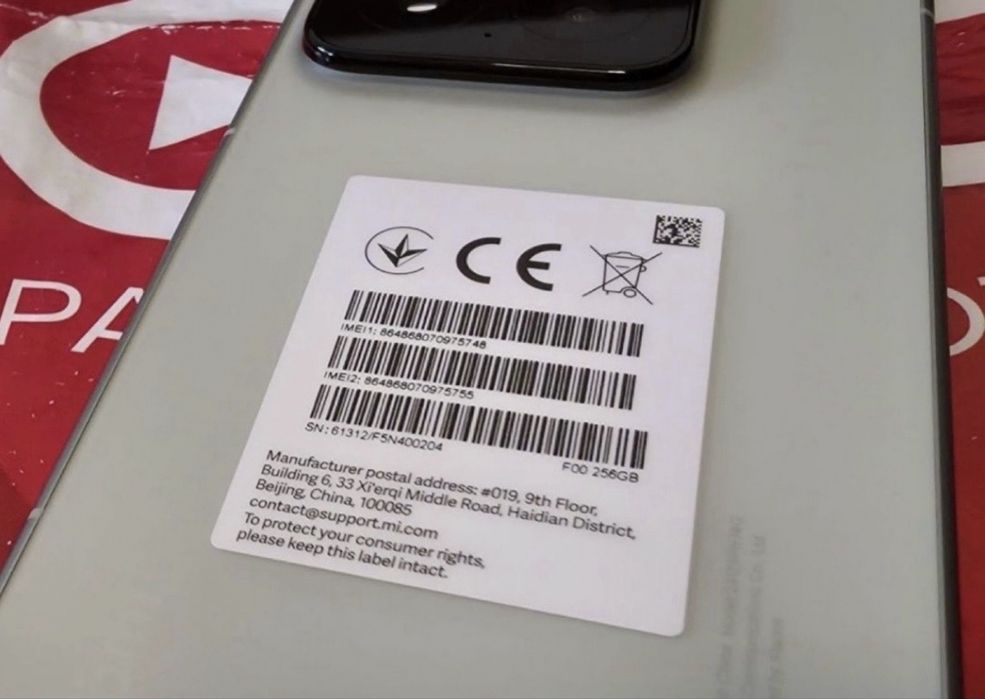 CE
IMEI1: 864868070975748
IMEI2: 864868070975755
SN: 61312/F5N400204
F00 256GB
Manufacturer postal address: #019, 9th Floor,
Building 6, 33 Xi'erqi Middle Road, Haidian District,
Beijing, China, 100085
contact@support.mi.com
To protect your consumer rights,
please keep this label intact.
PA